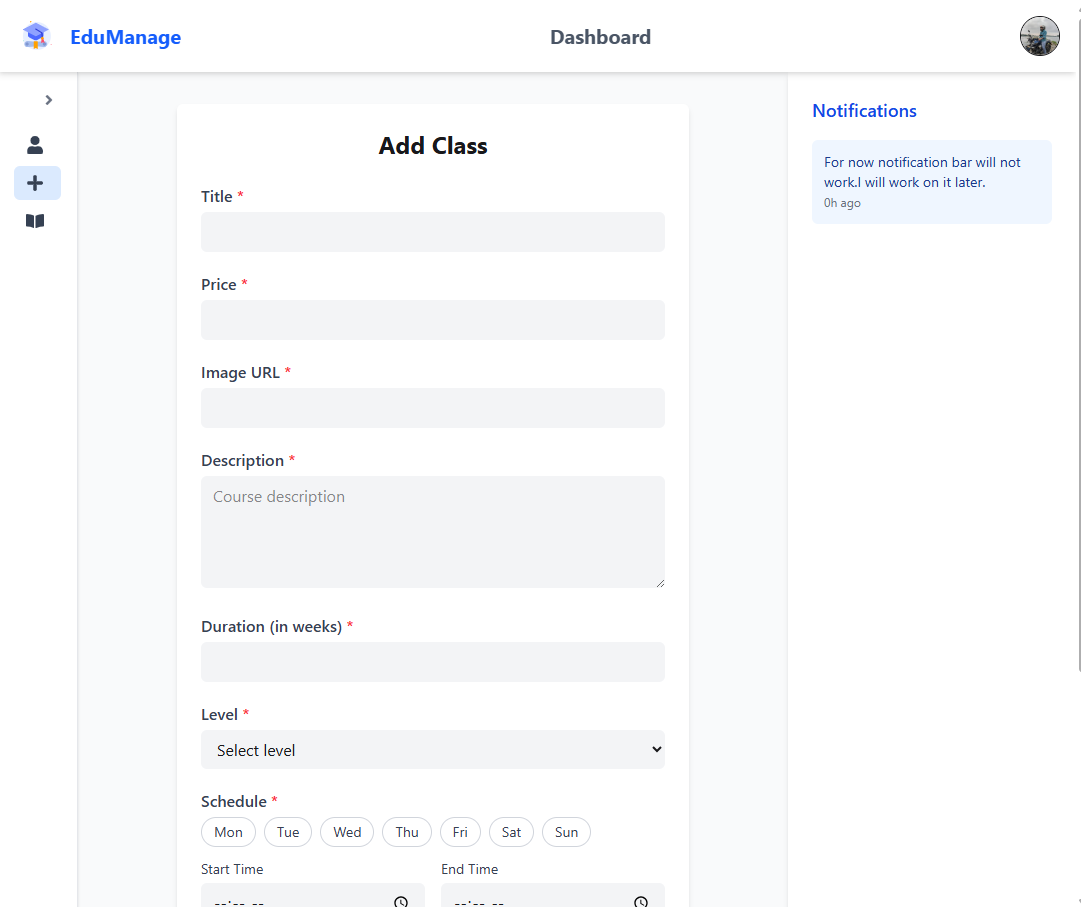 EduManage
Dashboard
Add Class
Title *
Price *
Image URL *
Description *
Course description
Duration (in weeks) *
Level *
Select level
Schedule *
Mon Tue Wed Thu Fri Sat Sun
Start Time End Time
Notifications
For now notification bar will not
work.I will work on it later.
0h ago